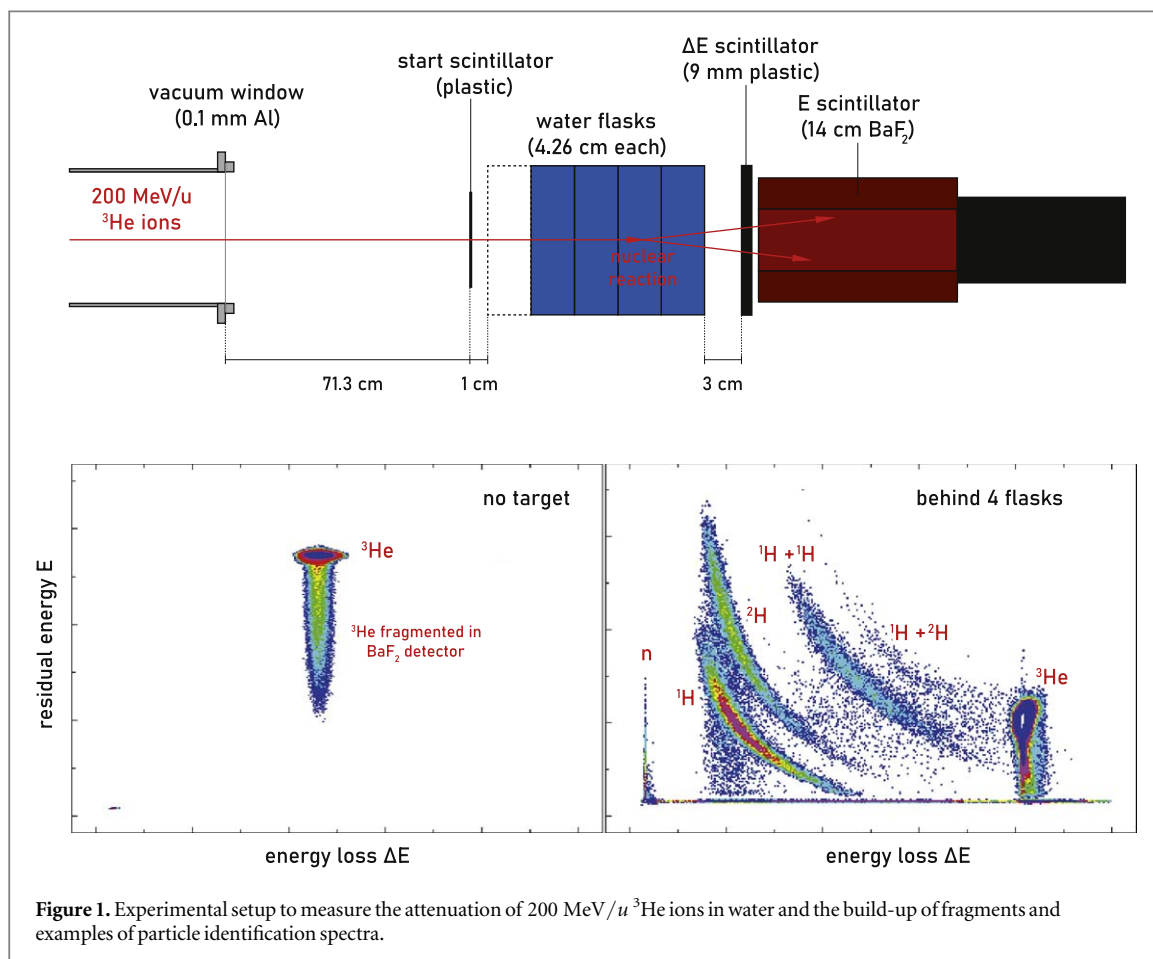 ΔE scintillator
(9 mm plastic)
start scintillator
(plastic)
E scintillator
(14 cm BaF₂)
vacuum window
(0.1 mm Al)
water flasks
(4.26 cm each)
200 MeV/u
³He ions
nuclear
reaction
71.3 cm
1 cm
3 cm
no target
³He
³He fragmented in
BaF₂ detector
residual energy E
energy loss ΔE
behind 4 flasks
¹H + ¹H
²H
¹H + ²H
n
³He
¹H
energy loss ΔE
Figure 1. Experimental setup to measure the attenuation of 200 MeV/u ³He ions in water and the build-up of fragments and
examples of particle identification spectra.